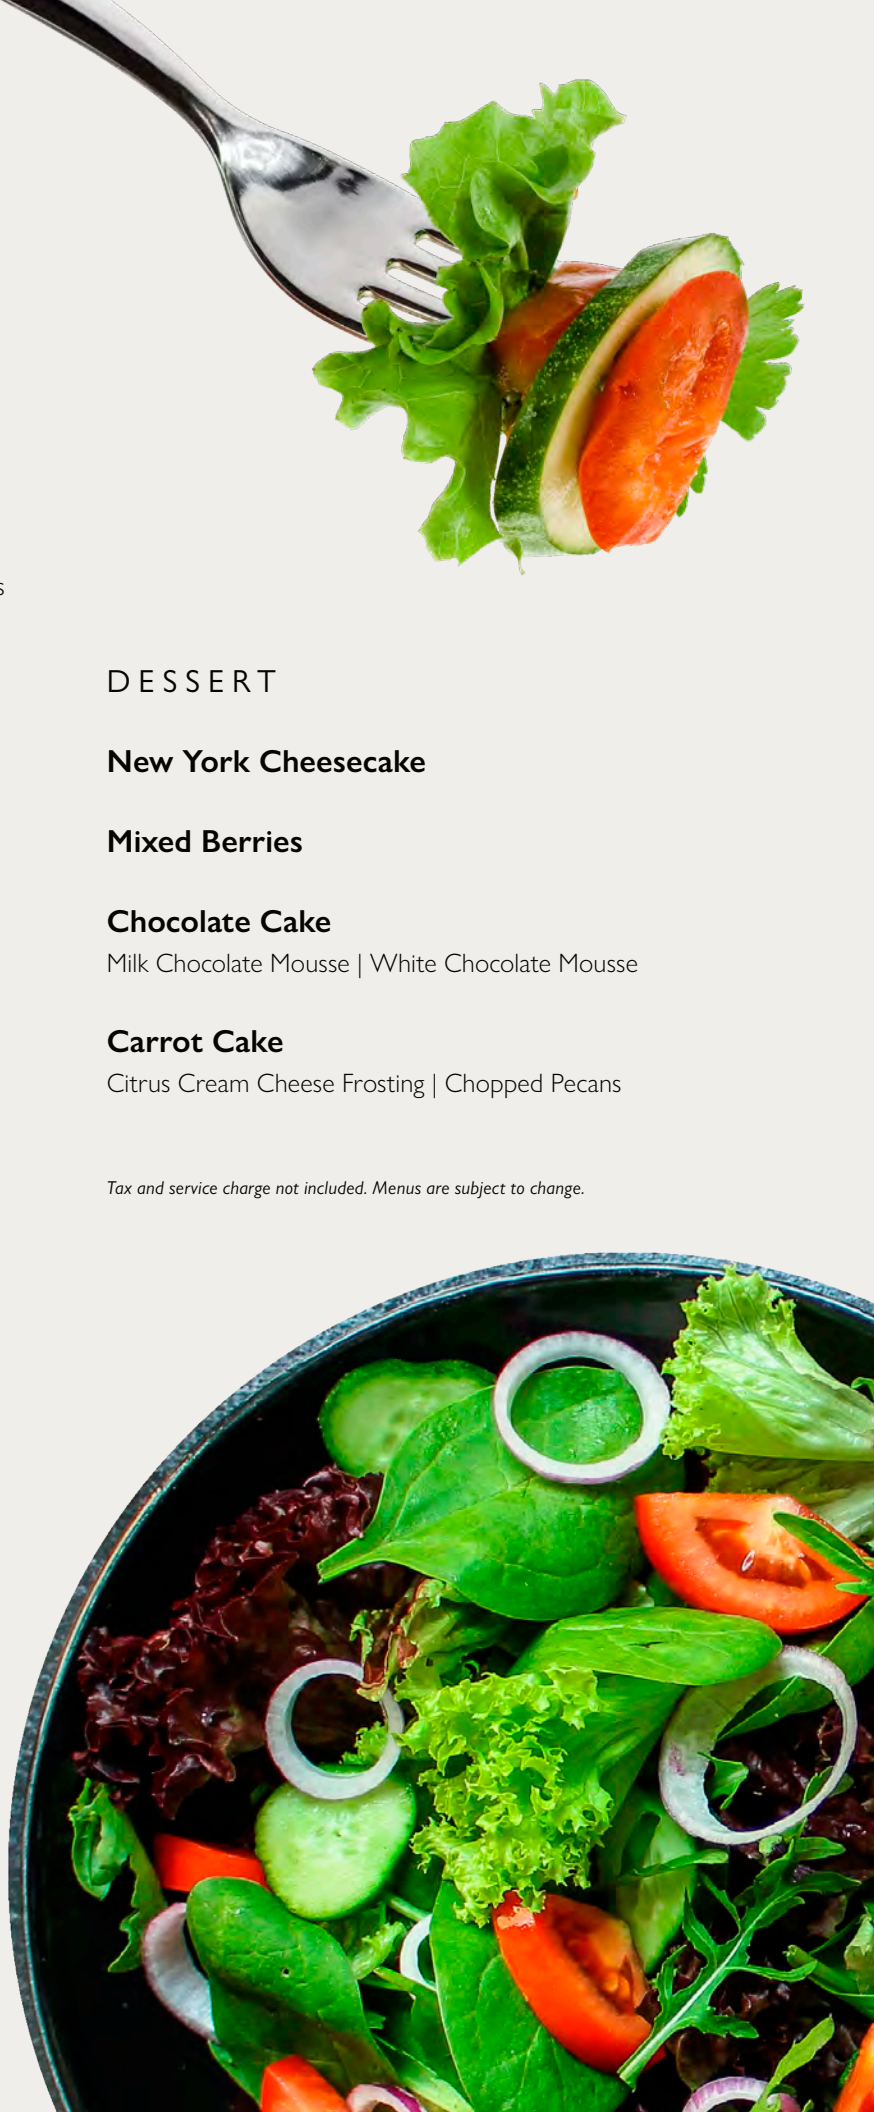 s
DESSERT
New York Cheesecake
Mixed Berries
Chocolate Cake
Milk Chocolate Mousse | White Chocolate Mousse
Carrot Cake
Citrus Cream Cheese Frosting | Chopped Pecans
Tax and service charge not included. Menus are subject to change.